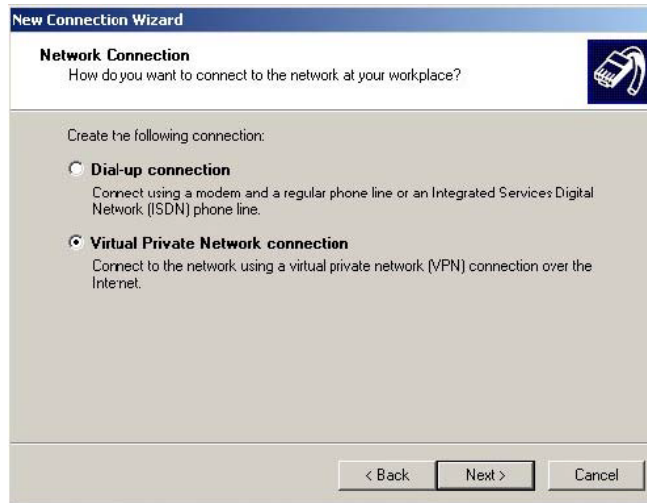 New Connection Wizard
Network Connection
How do you want to connect to the network at your workplace?
Create the following connection:
Dial-up connection
Connect using a modem and a regular phone line or an Integrated Services Digital
Network (ISDN) phone line.
Virtual Private Network connection
Connect to the network using a virtual private network (VPN) connection over the
Internet.
< Back
Next >
Cancel